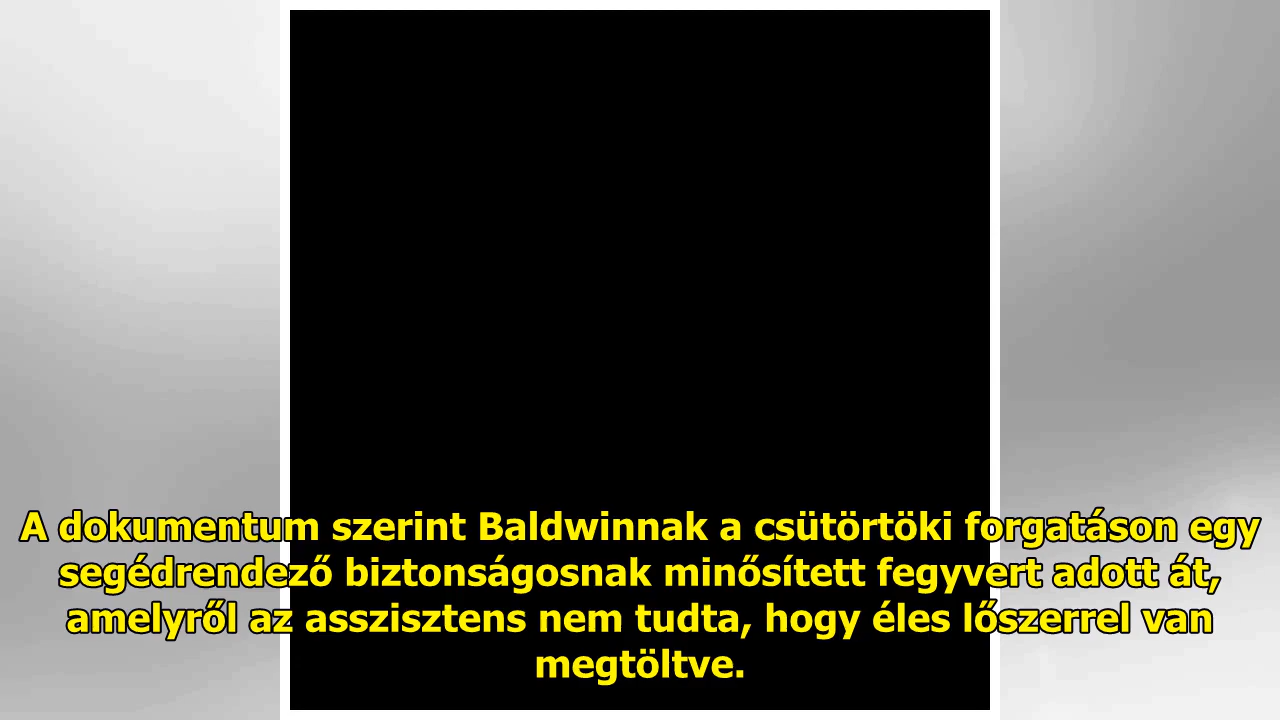 A dokumentum szerint Baldwinnak a csütörtöki forgatáson egy
segédrendező biztonságosnak minősített fegyvert adott át,
amelyről az asszisztens nem tudta, hogy éles lőszerrel van
megtöltve.